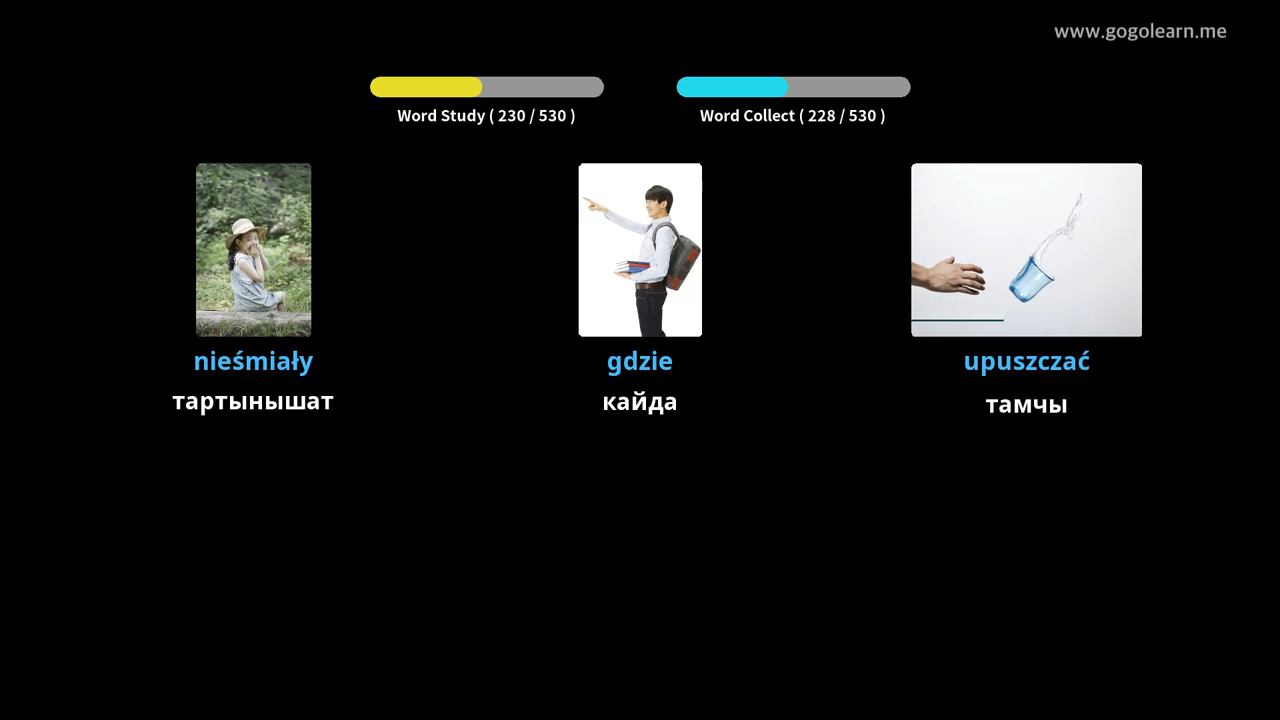 www.gogolearn.me
Word Study ( 230 / 530 )
Word Collect ( 228 / 530 )
nieśmiały
gdzie
upuszczać
тартынышат
кайда
тамчы